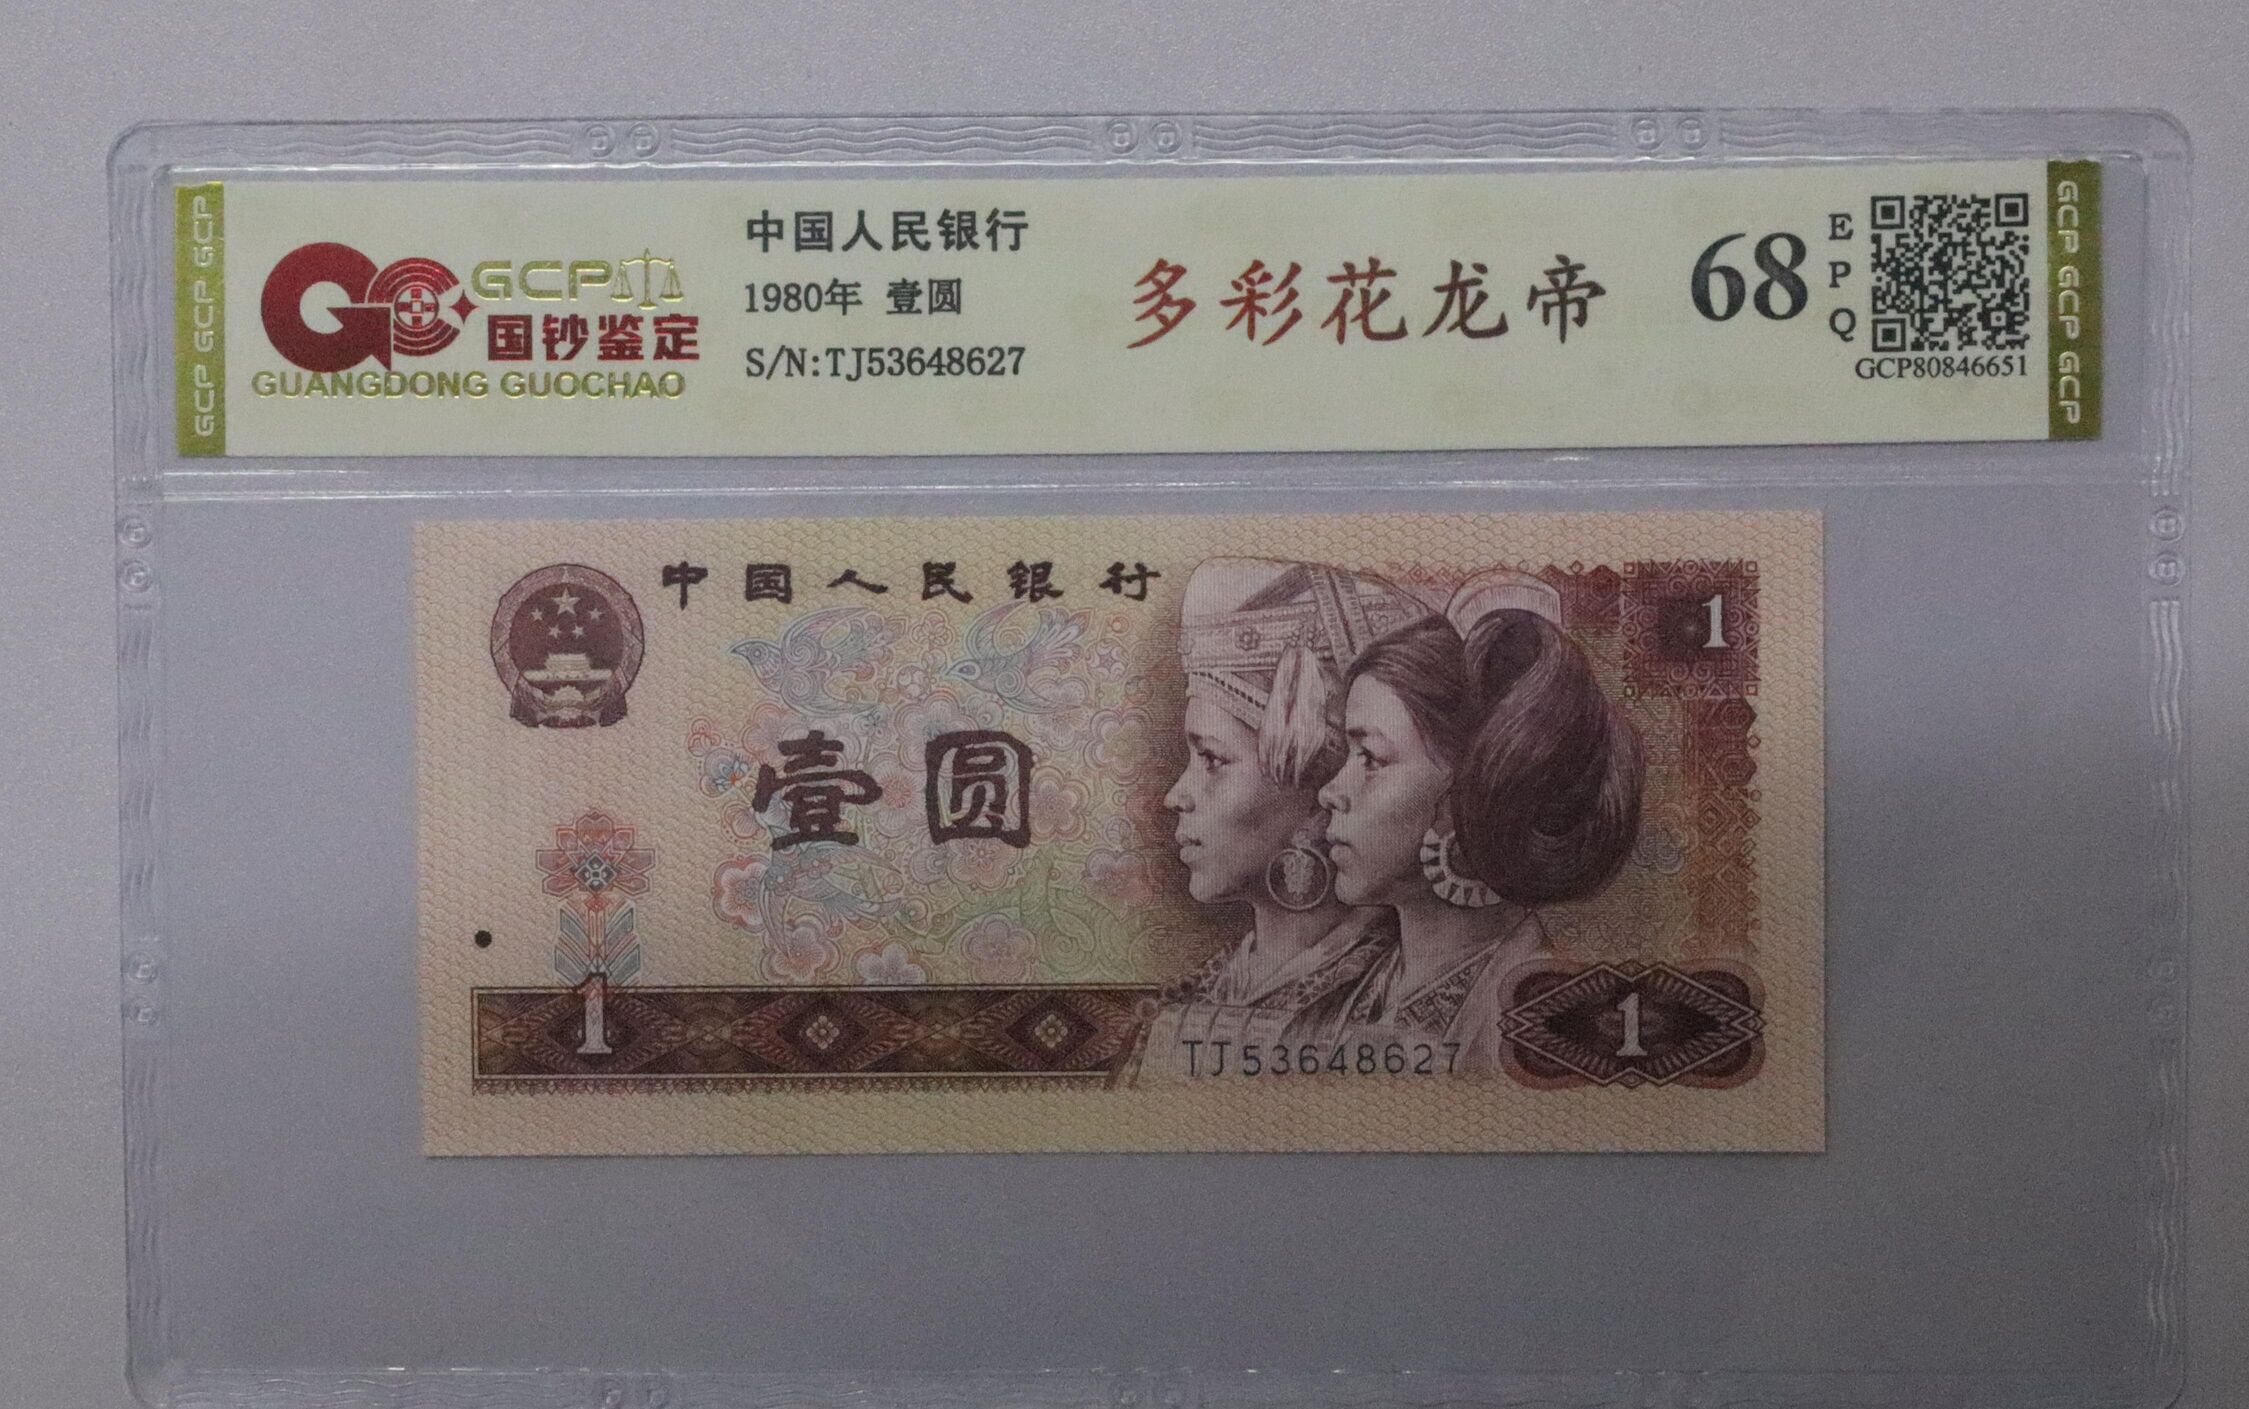 GCP GCP GCP
GCP
国钞鉴定
GUANGDONG GUOCHAO
中国人民银行
1980年 壹圆
S/N:TJ53648627
多彩花龙帝
68
EPQ
GCP80846651
GCP GCP GCP
中国人民银行
1
壹圆
1
1
TJ53648627